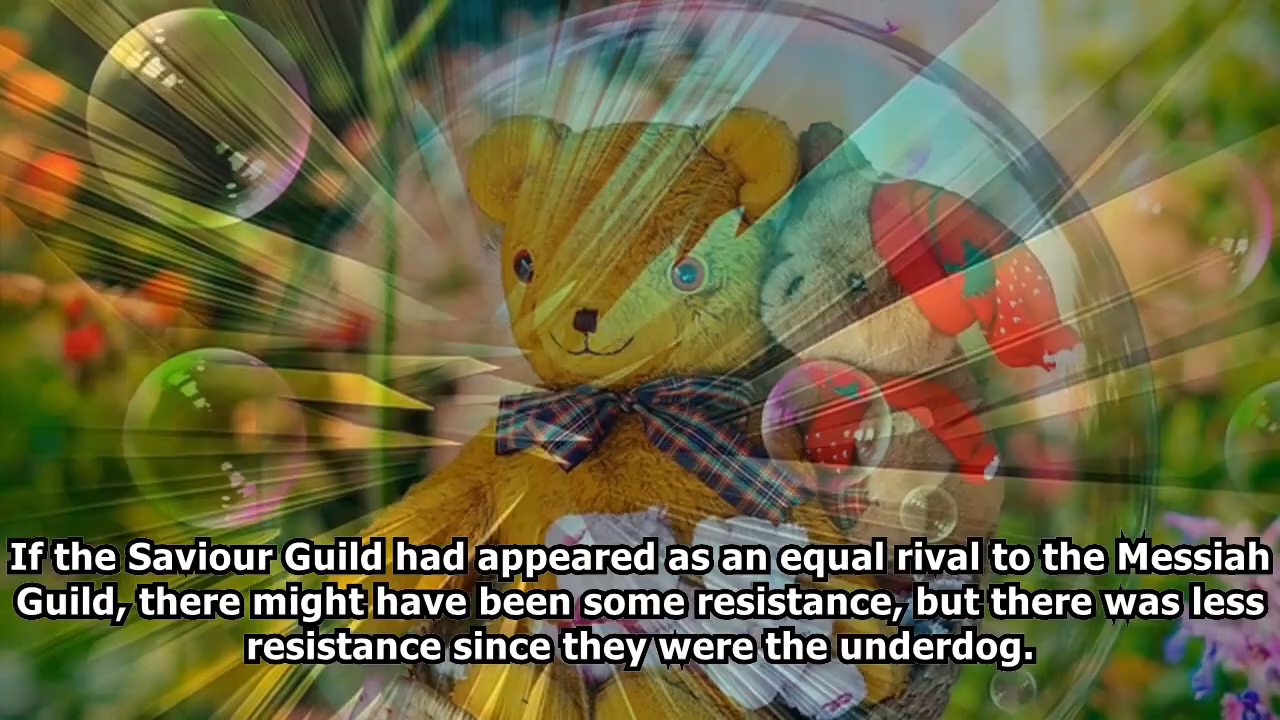 If the Saviour Guild had appeared as an equal rival to the Messiah
Guild, there might have been some resistance, but there was less
resistance since they were the underdog.